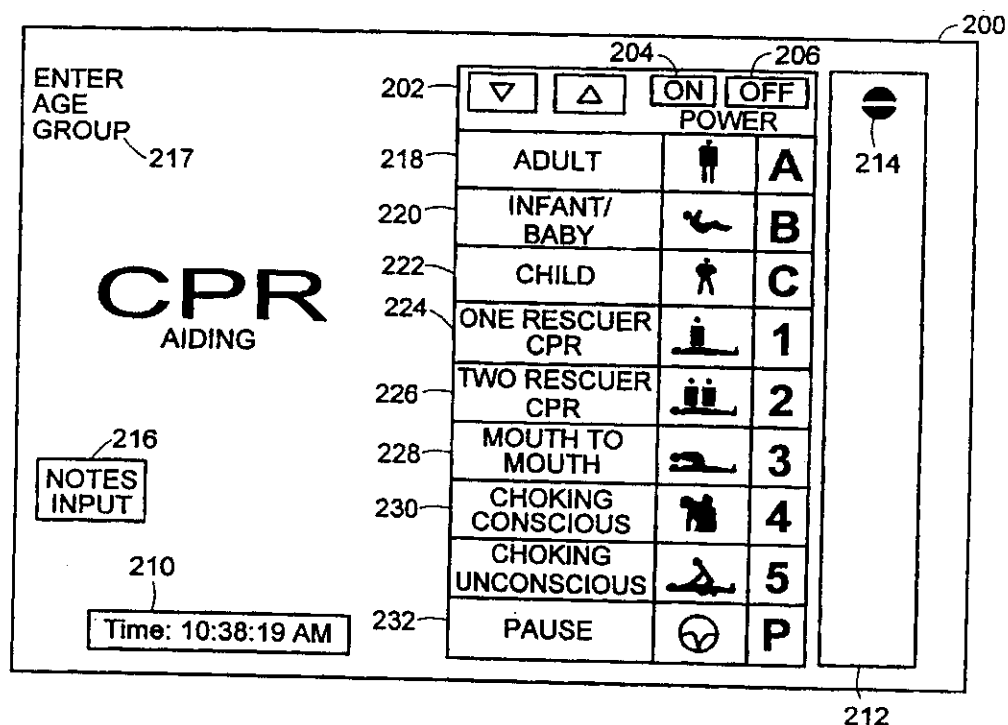 200
204
206
ENTER
AGE
GROUP
217
202
ON
OFF
POWER
214
218
ADULT
A
220
INFANT/
BABY
B
222
CHILD
C
CPR
AIDING
224
ONE RESCUER
CPR
1
226
TWO RESCUER
CPR
2
216
NOTES
INPUT
228
MOUTH TO
MOUTH
3
230
CHOKING
CONSCIOUS
4
CHOKING
UNCONSCIOUS
5
210
Time: 10:38:19 AM
232
PAUSE
P
212